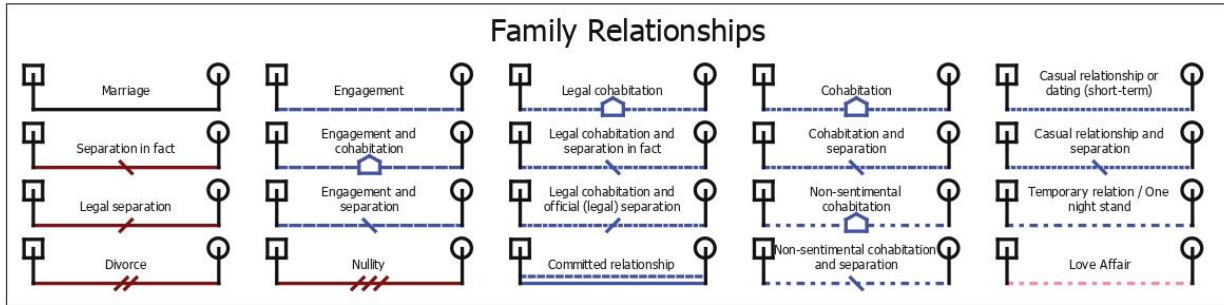 Family Relationships
Marriage
Engagement
Legal cohabitation
Cohabitation
Casual relationship or
dating (short-term)
Separation in fact
Engagement and
cohabitation
Legal cohabitation and
separation in fact
Cohabitation and
separation
Casual relationship and
separation
Legal separation
Engagement and
separation
Legal cohabitation and
official (legal) separation
Non-sentimental
cohabitation
Temporary relation / One
night stand
Divorce
Nullity
Committed relationship
Non-sentimental cohabitation
and separation
Love Affair